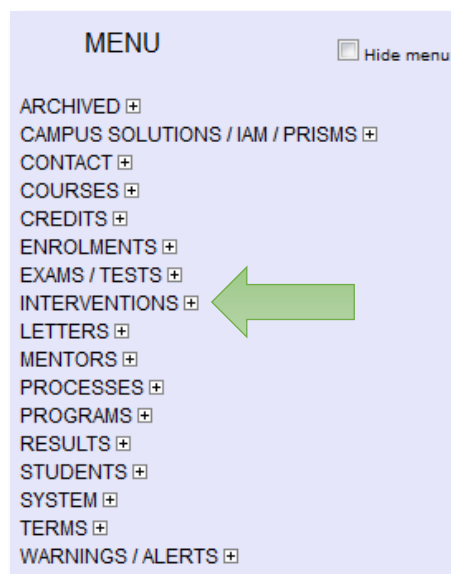 MENU
Hide menu
ARCHIVED
CAMPUS SOLUTIONS / IAM / PRISMS
CONTACT
COURSES
CREDITS
ENROLMENTS
EXAMS / TESTS
INTERVENTIONS
LETTERS
MENTORS
PROCESSES
PROGRAMS
RESULTS
STUDENTS
SYSTEM
TERMS
WARNINGS / ALERTS